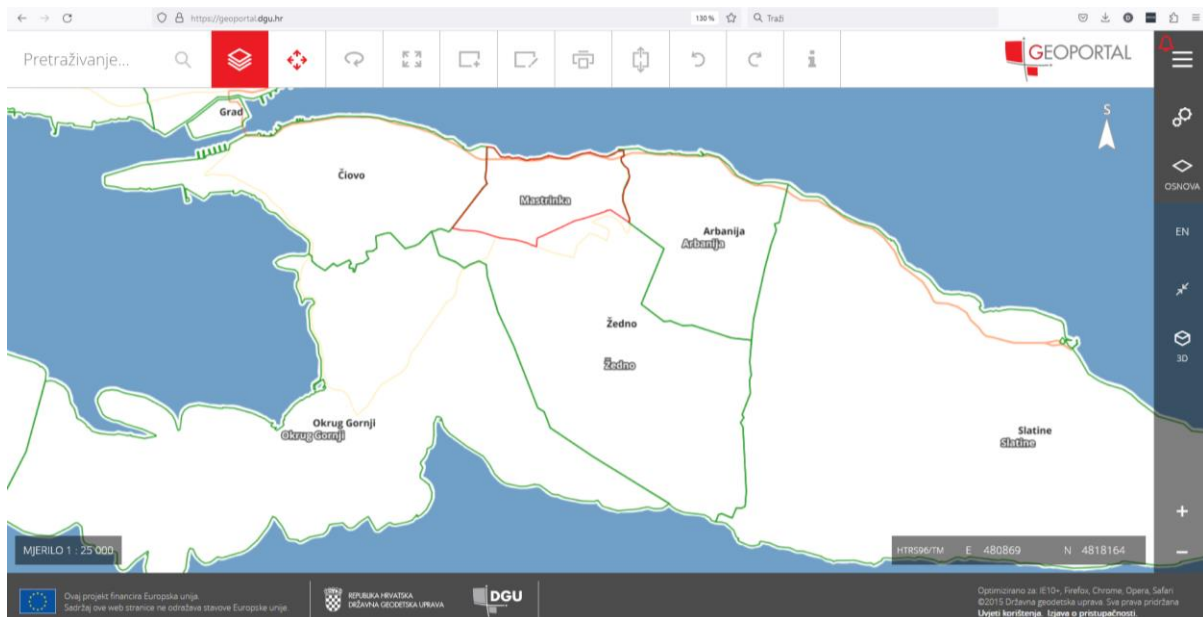 https://geoportal.dgu.hr
130 %
Traži
Pretraživanje...
GEOPORTAL
Grad
S
Čiovo
OSNOVA
Mastrinka
Arbanija
Arbanija
EN
Žedno
3D
Žedno
Okrug Gornji
Okrug Gornji
Slatine
Slatine
MJERILO 1 : 25 000
HTRS96/TM E 480869 N 4818164
Ovaj projekt financira Europska unija.
Sadržaj ove web stranice ne odražava stavove Europske unije.
REPUBLIKA HRVATSKA
DRŽAVNA GEODETSKA UPRAVA
DGU
Optimizirano za: IE10+, Firefox, Chrome, Opera, Safari
©2015 Državna geodetska uprava. Sva prava pridržana
Uvjeti korištenja. Izjava o pristupačnosti.